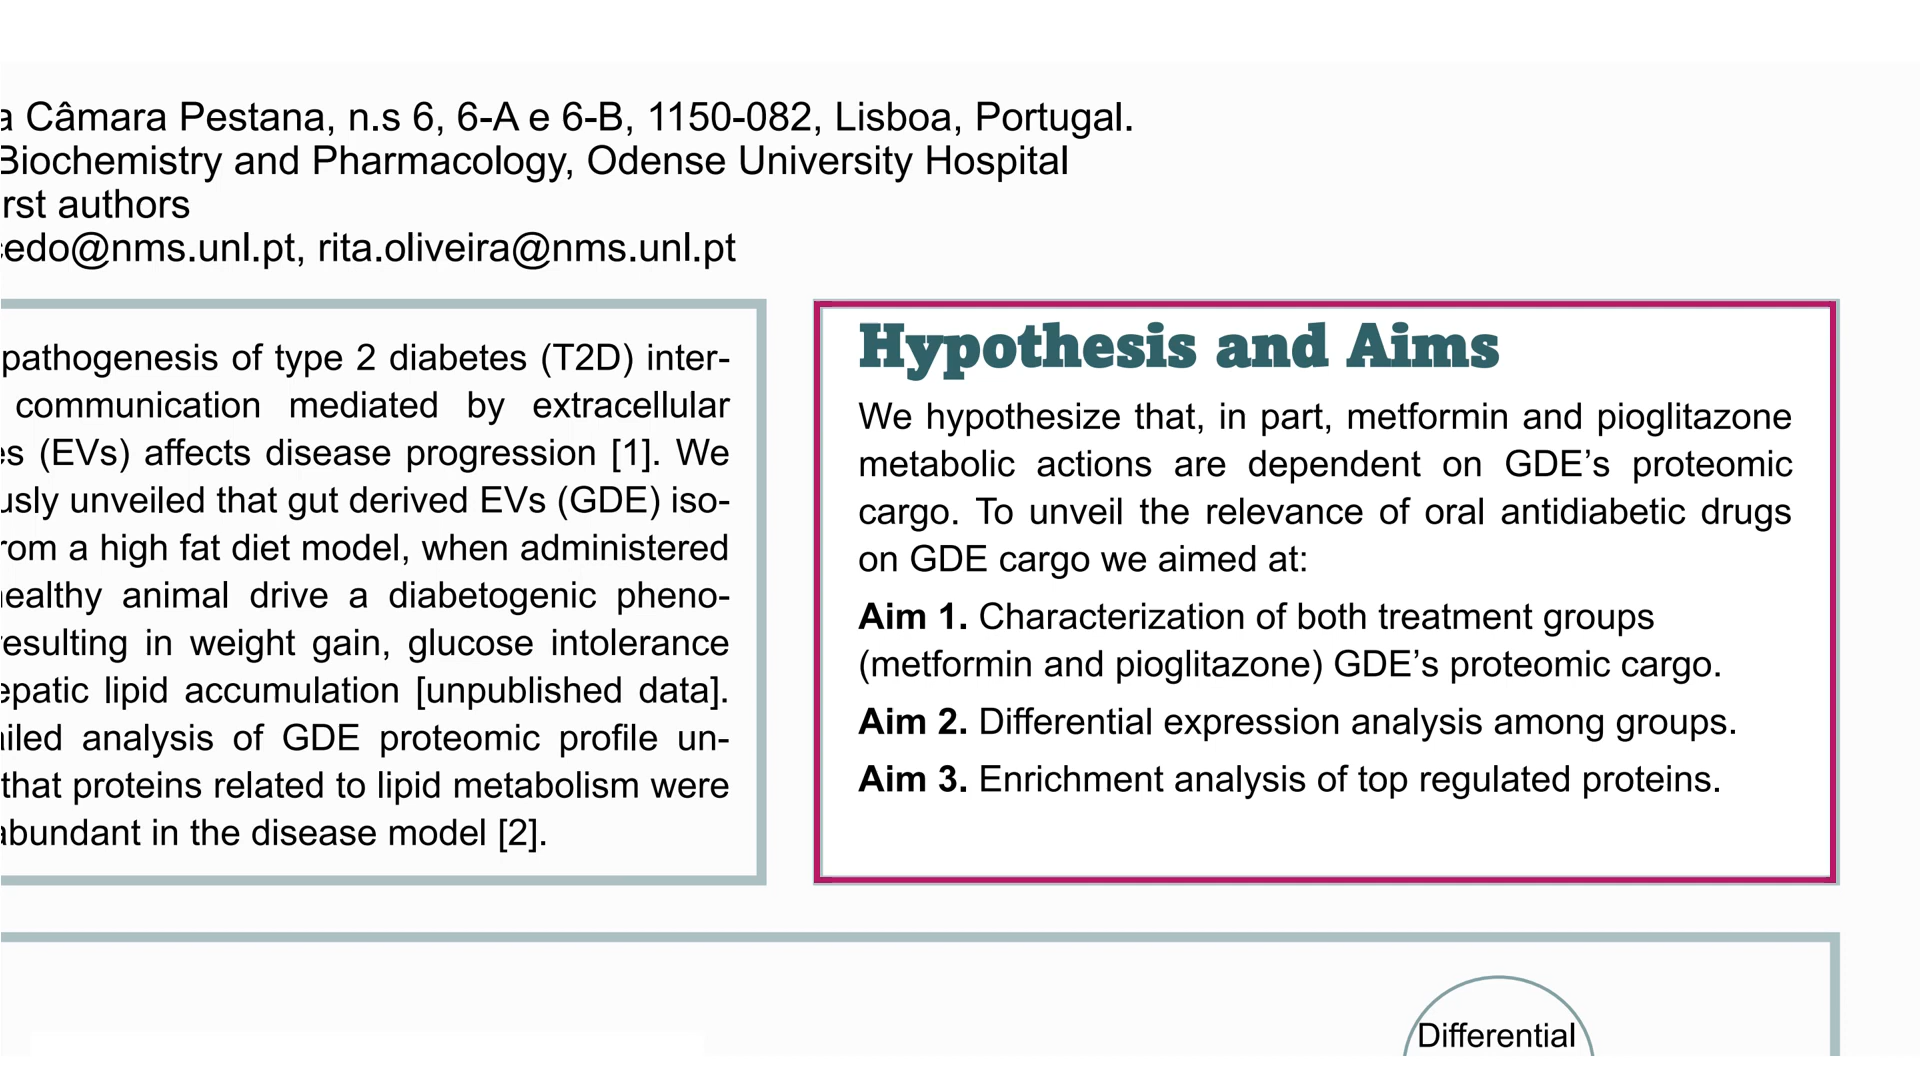 a Câmara Pestana, n.s 6, 6-A e 6-B, 1150-082, Lisboa, Portugal.
Biochemistry and Pharmacology, Odense University Hospital
rst authors
cedo@nms.unl.pt, rita.oliveira@nms.unl.pt
pathogenesis of type 2 diabetes (T2D) inter-
communication mediated by extracellular
es (EVs) affects disease progression [1]. We
usly unveiled that gut derived EVs (GDE) iso-
rom a high fat diet model, when administered
healthy animal drive a diabetogenic pheno-
resulting in weight gain, glucose intolerance
epatic lipid accumulation [unpublished data].
ailed analysis of GDE proteomic profile un-
that proteins related to lipid metabolism were
abundant in the disease model [2].
Hypothesis and Aims
We hypothesize that, in part, metformin and pioglitazone
metabolic actions are dependent on GDE’s proteomic
cargo. To unveil the relevance of oral antidiabetic drugs
on GDE cargo we aimed at:
Aim 1. Characterization of both treatment groups
(metformin and pioglitazone) GDE’s proteomic cargo.
Aim 2. Differential expression analysis among groups.
Aim 3. Enrichment analysis of top regulated proteins.
Differential